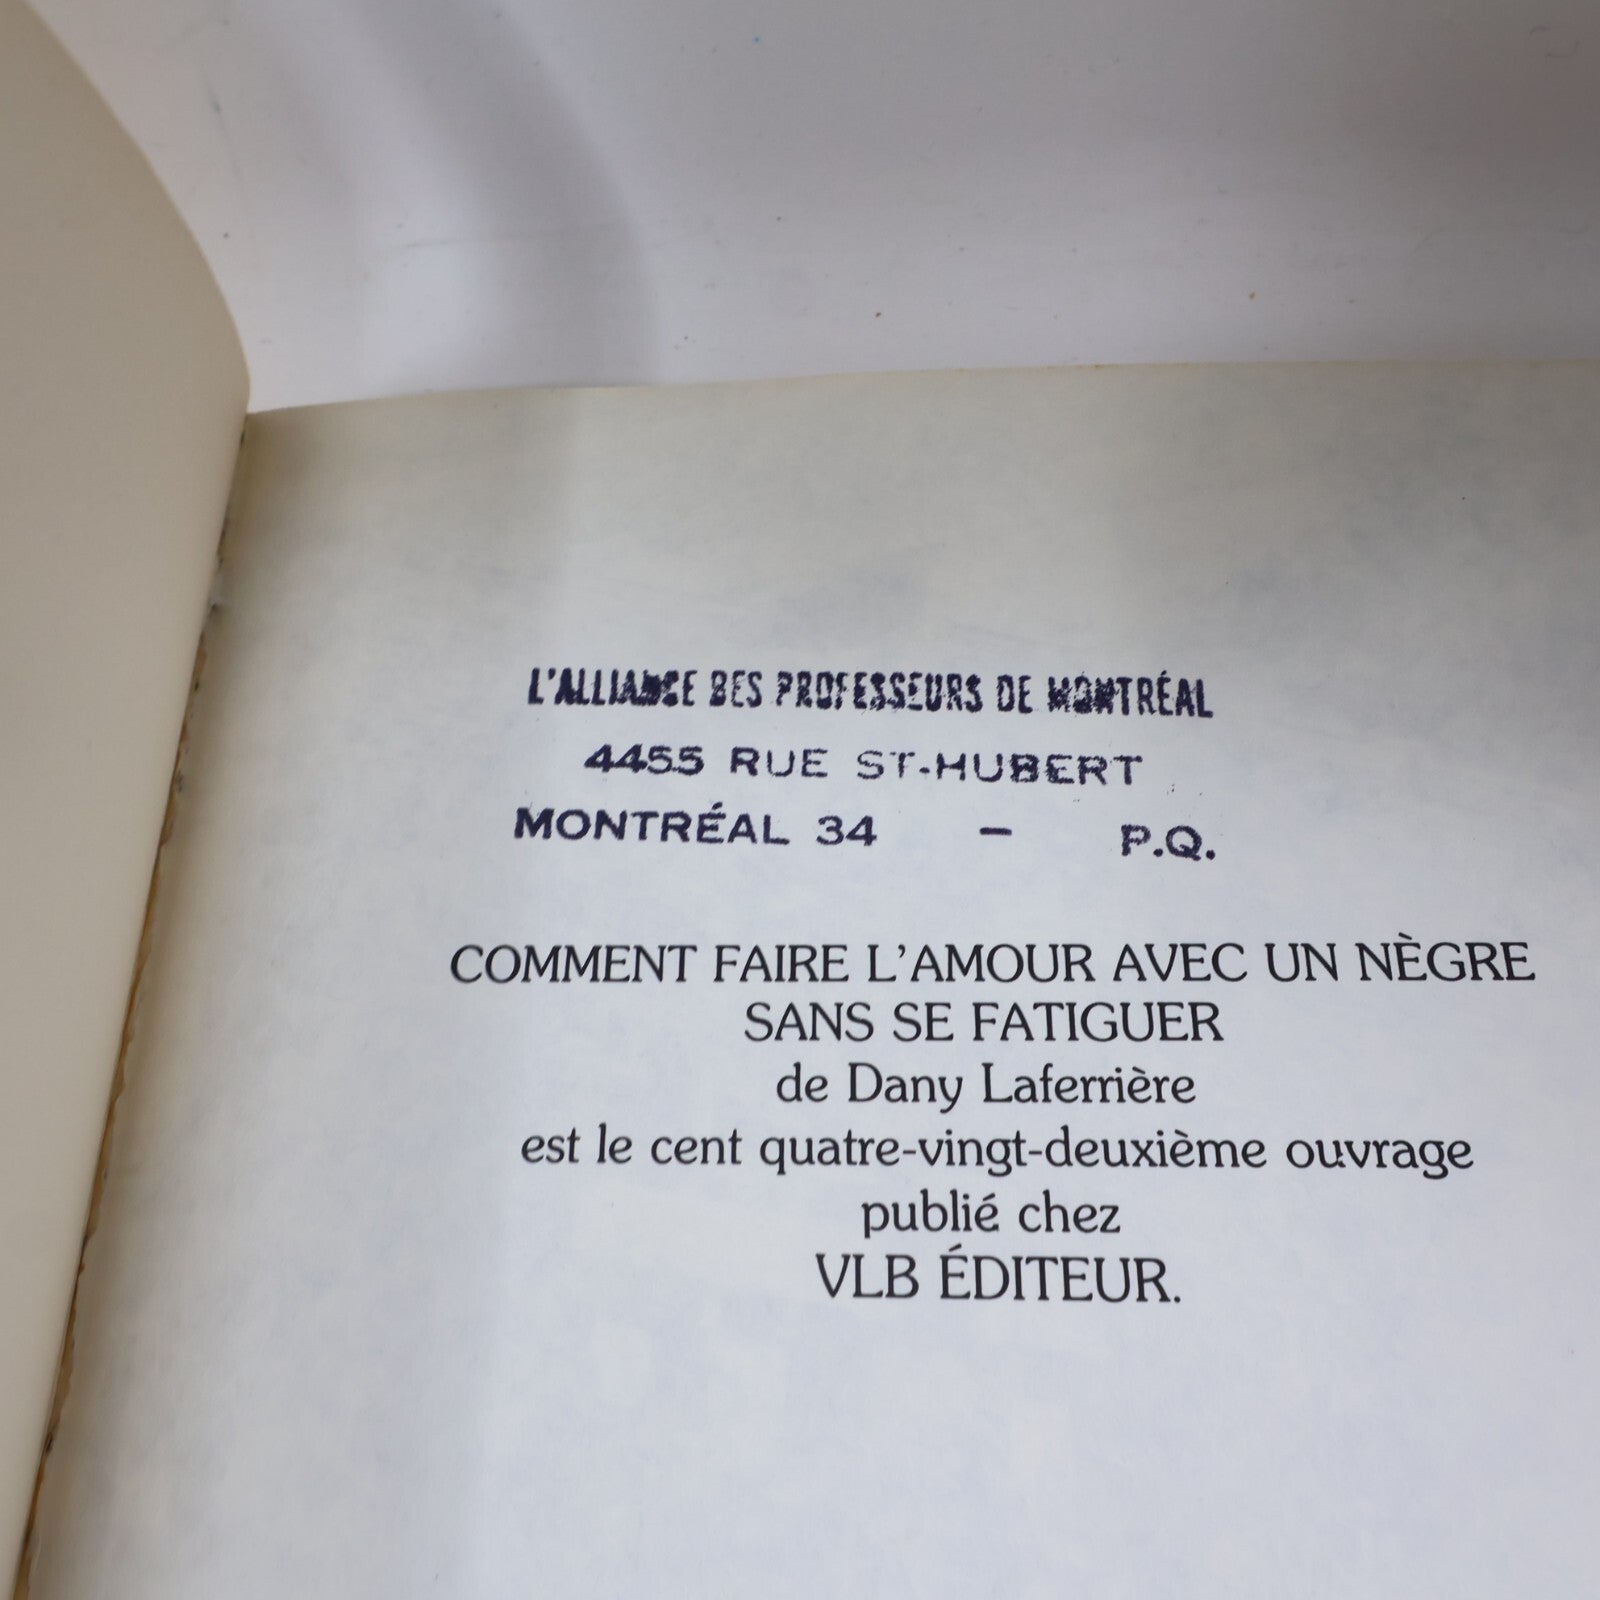 L'ALLIANCE DES PROFESSEURS DE MONTRÉAL
4455 RUE ST-HUBERT
MONTRÉAL 34 - P.Q.
COMMENT FAIRE L'AMOUR AVEC UN NÈGRE
SANS SE FATIGUER
de Dany Laferrière
est le cent quatre-vingt-deuxième ouvrage
publié chez
VLB ÉDITEUR.